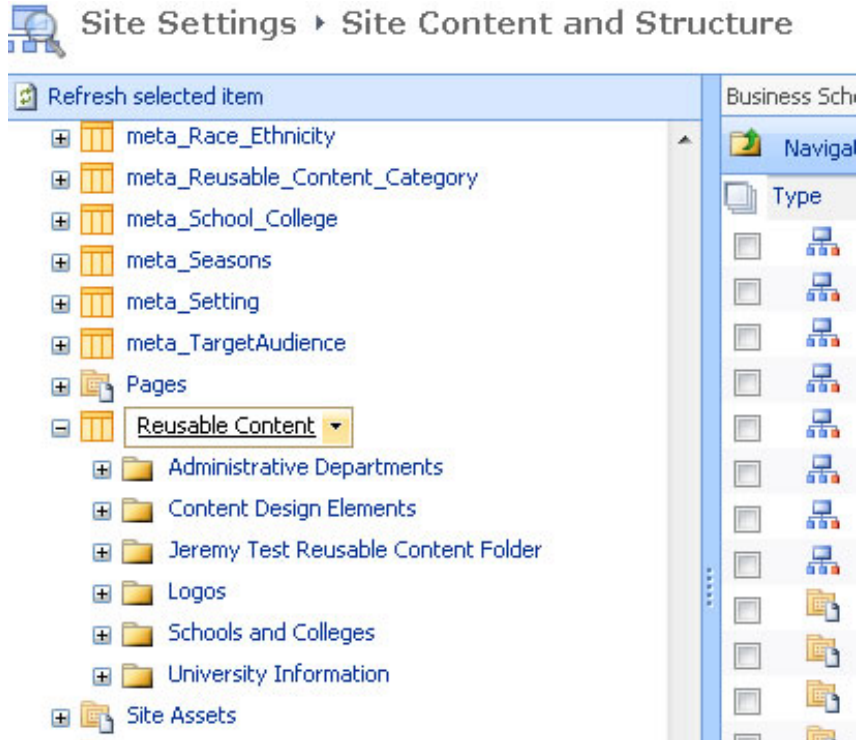 Site Settings ▸ Site Content and Structure
Refresh selected item
meta_Race_Ethnicity
meta_Reusable_Content_Category
meta_School_College
meta_Seasons
meta_Setting
meta_TargetAudience
Pages
Reusable Content
Administrative Departments
Content Design Elements
Jeremy Test Reusable Content Folder
Logos
Schools and Colleges
University Information
Site Assets
Business Scho
Navigat
Type